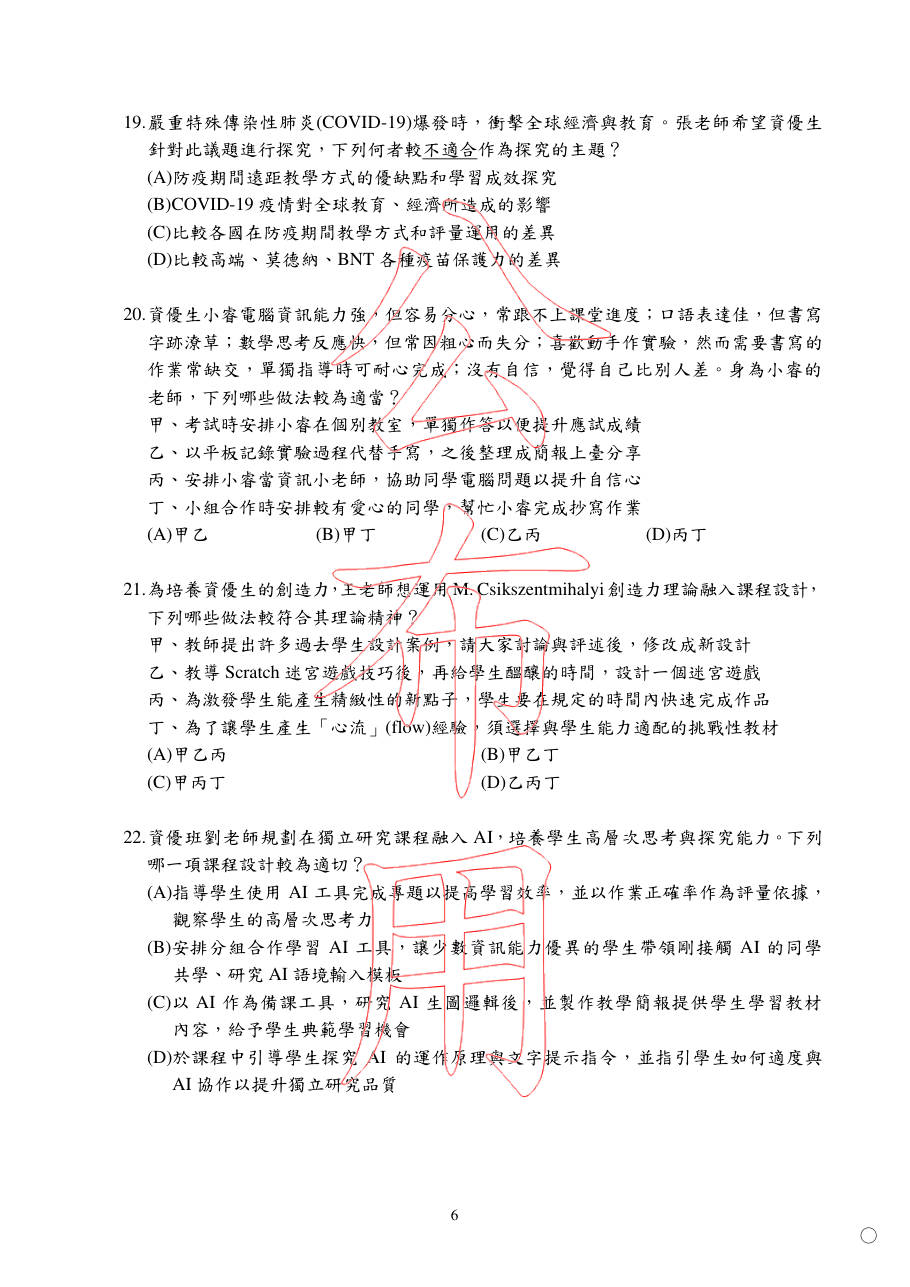 19.嚴重特殊傳染性肺炎(COVID-19)爆發時，衝擊全球經濟與教育。張老師希望資優生
針對此議題進行探究，下列何者較不適合作為探究的主題？
(A)防疫期間遠距教學方式的優缺點和學習成效探究
(B)COVID-19 疫情對全球教育、經濟所造成的影響
(C)比較各國在防疫期間教學方式和評量運用的差異
(D)比較高端、莫德納、BNT 各種疫苗保護力的差異
20.資優生小睿電腦資訊能力強，但容易分心，常跟不上課堂進度；口語表達佳，但書寫
字跡潦草；數學思考反應快，但常因粗心而失分；喜歡動手作實驗，然而需要書寫的
作業常缺交，單獨指導時可耐心完成；沒有自信，覺得自己比別人差。身為小睿的
老師，下列哪些做法較為適當？
甲、考試時安排小睿在個別教室，單獨作答以便提升應試成績
乙、以平板記錄實驗過程代替手寫，之後整理成簡報上臺分享
丙、安排小睿當資訊小老師，協助同學電腦問題以提升自信心
丁、小組合作時安排較有愛心的同學，幫忙小睿完成抄寫作業
(A)甲乙 (B)甲丁 (C)乙丙 (D)丙丁
21.為培養資優生的創造力，王老師想運用 M. Csikszentmihalyi 創造力理論融入課程設計，
下列哪些做法較符合其理論精神？
甲、教師提出許多過去學生設計案例，請大家討論與評述後，修改成新設計
乙、教導 Scratch 迷宮遊戲技巧後，再給學生醞釀的時間，設計一個迷宮遊戲
丙、為激發學生能產生精緻性的新點子，學生要在規定的時間內快速完成作品
丁、為了讓學生產生「心流」(flow)經驗，須選擇與學生能力適配的挑戰性教材
(A)甲乙丙 (B)甲乙丁
(C)甲丙丁 (D)乙丙丁
22.資優班劉老師規劃在獨立研究課程融入 AI，培養學生高層次思考與探究能力。下列
哪一項課程設計較為適切？
(A)指導學生使用 AI 工具完成專題以提高學習效率，並以作業正確率作為評量依據，
觀察學生的高層次思考力
(B)安排分組合作學習 AI 工具，讓少數資訊能力優異的學生帶領剛接觸 AI 的同學
共學、研究 AI 語境輸入模板
(C)以 AI 作為備課工具，研究 AI 生圖邏輯後，並製作教學簡報提供學生學習教材
內容，給予學生典範學習機會
(D)於課程中引導學生探究 AI 的運作原理與文字提示指令，並指引學生如何適度與
AI 協作以提升獨立研究品質
公布用
6